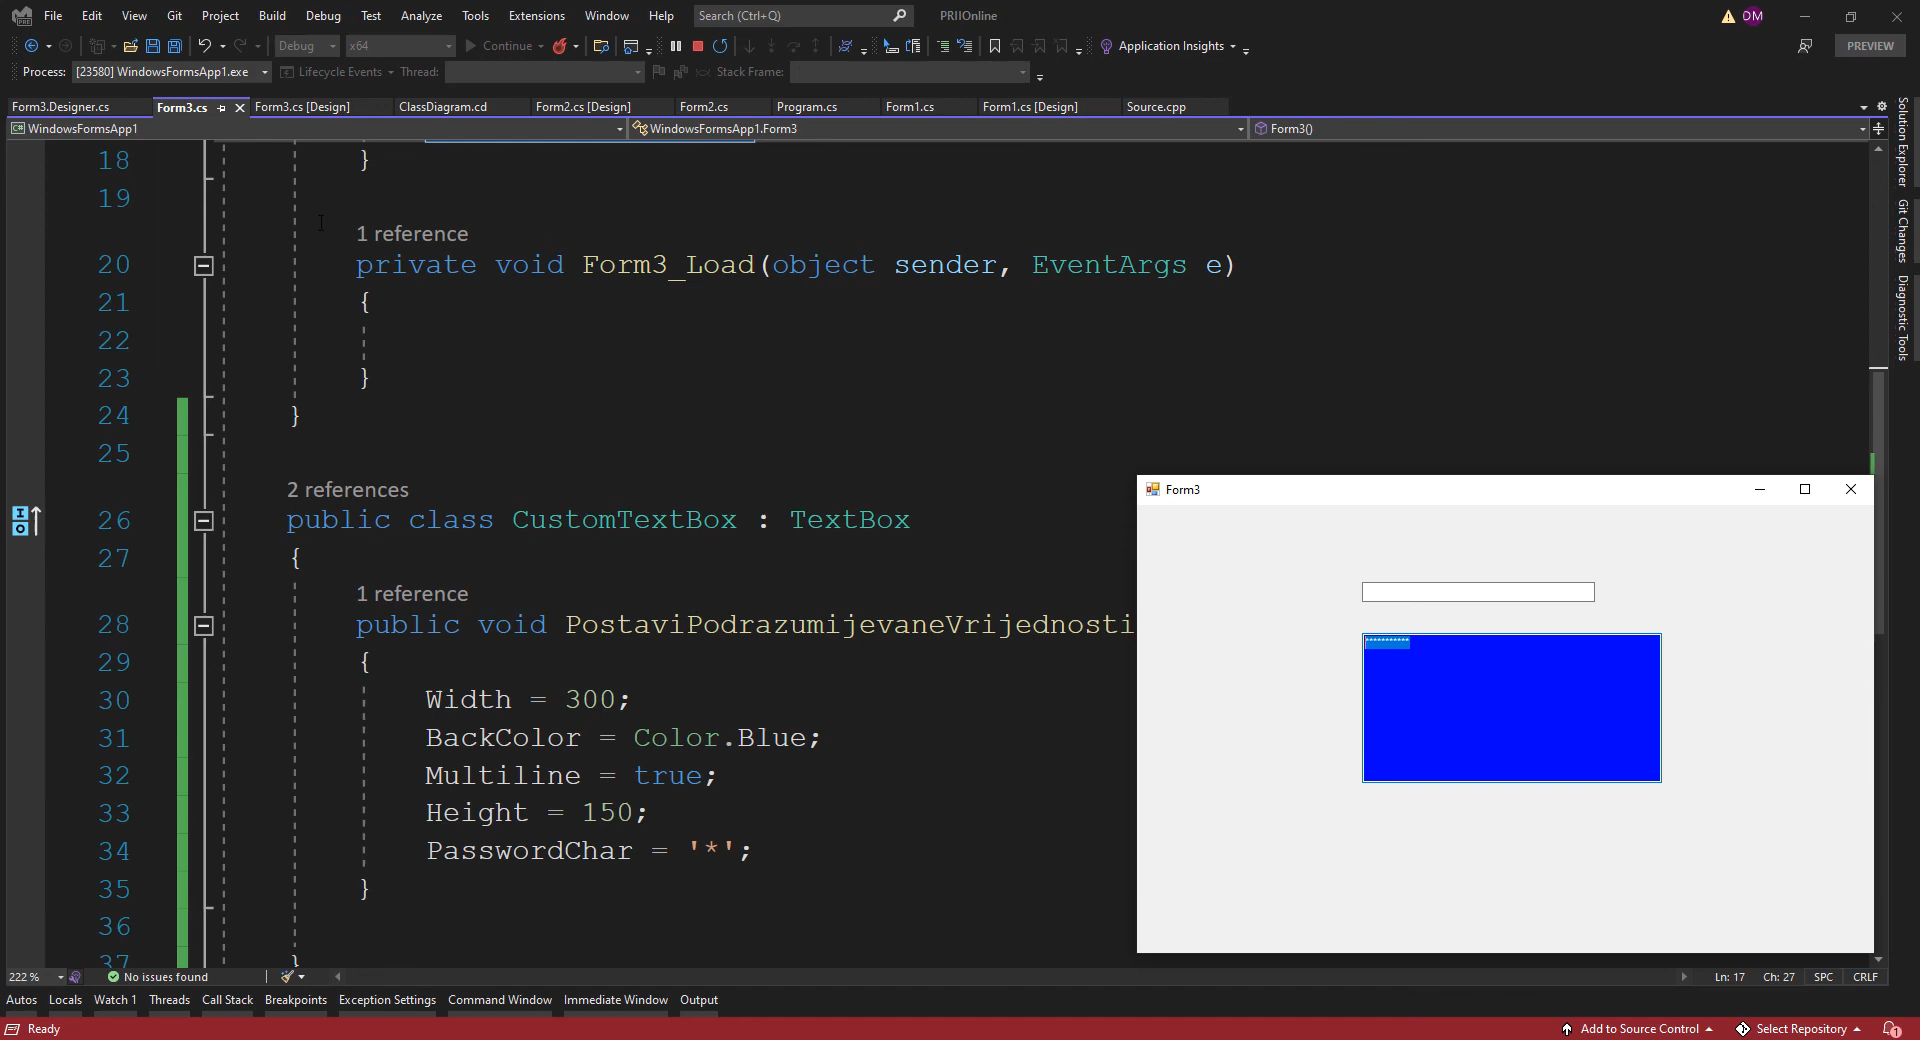 File Edit View Git Project Build Debug Test Analyze Tools Extensions Window Help Search (Ctrl+Q) PRIIOnline DM
Debug x64 Continue Application Insights PREVIEW
Process: [23580] WindowsFormsApp1.exe Lifecycle Events Thread: Stack Frame:
Form3.Designer.cs Form3.cs Form3.cs [Design] ClassDiagram.cd Form2.cs [Design] Form2.cs Program.cs Form1.cs Form1.cs [Design] Source.cpp
C# WindowsFormsApp1 WindowsFormsApp1.Form3 Form3()
18 }
19
1 reference
20 private void Form3_Load(object sender, EventArgs e)
21 {
22
23 }
24 }
25
2 references
26 public class CustomTextBox : TextBox
27 {
1 reference
28 public void PostaviPodrazumijevaneVrijednosti
29 {
30 Width = 300;
31 BackColor = Color.Blue;
32 Multiline = true;
33 Height = 150;
34 PasswordChar = '*';
35 }
36
37 }
Form3
***********
Solution Explorer
Git Changes
Diagnostic Tools
222 % No issues found Ln: 17 Ch: 27 SPC CRLF
Autos Locals Watch 1 Threads Call Stack Breakpoints Exception Settings Command Window Immediate Window Output
Ready Add to Source Control Select Repository 1